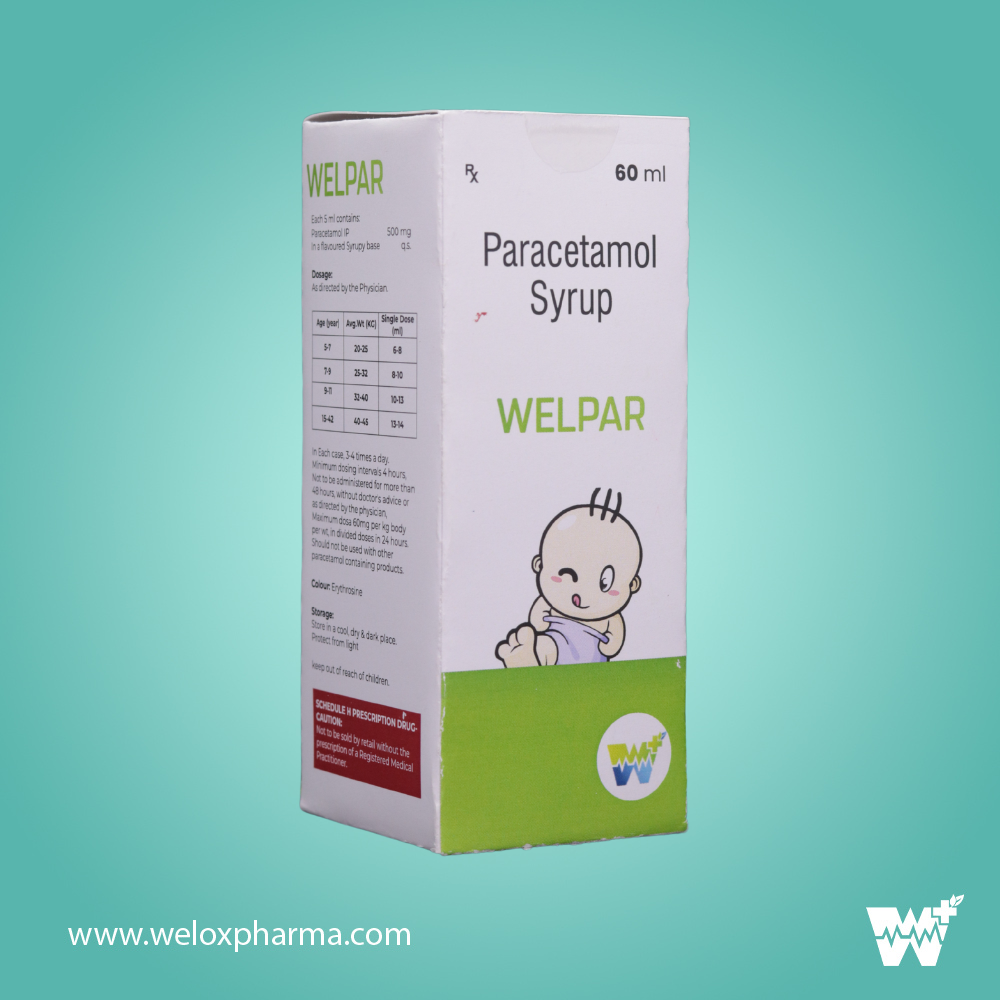 WELPAR
Each 5 ml contains:
Paracetamol IP 500 mg
in a flavoured Syrupy base q.s.
Dosage:
As directed by the Physician.
Age (year) Avg.Wt (KG) Single Dose (ml)
5-7 20-25 6-8
7-9 25-32 8-10
9-11 32-40 10-13
15-42 40-45 13-14
In Each case, 3-4 times a day,
Minimum dosing intervals 4 hours,
Not to be administered for more than
48 hours, without doctor's advice or
as directed by the physician,
Maximum dosa 60mg per kg body
per wt, in divided doses in 24 hours.
Should not be used with other
paracetamol containing products.
Colour: Erythrosine
Storage:
Store in a cool, dry & dark place.
Protect from light
keep out of reach of children.
SCHEDULE H PRESCRIPTION DRUG-
CAUTION:
Not to be sold by retail without the
prescription of a Registered Medical
Practitioner.
Rx 60 ml
Paracetamol
Syrup
WELPAR
www.weloxpharma.com